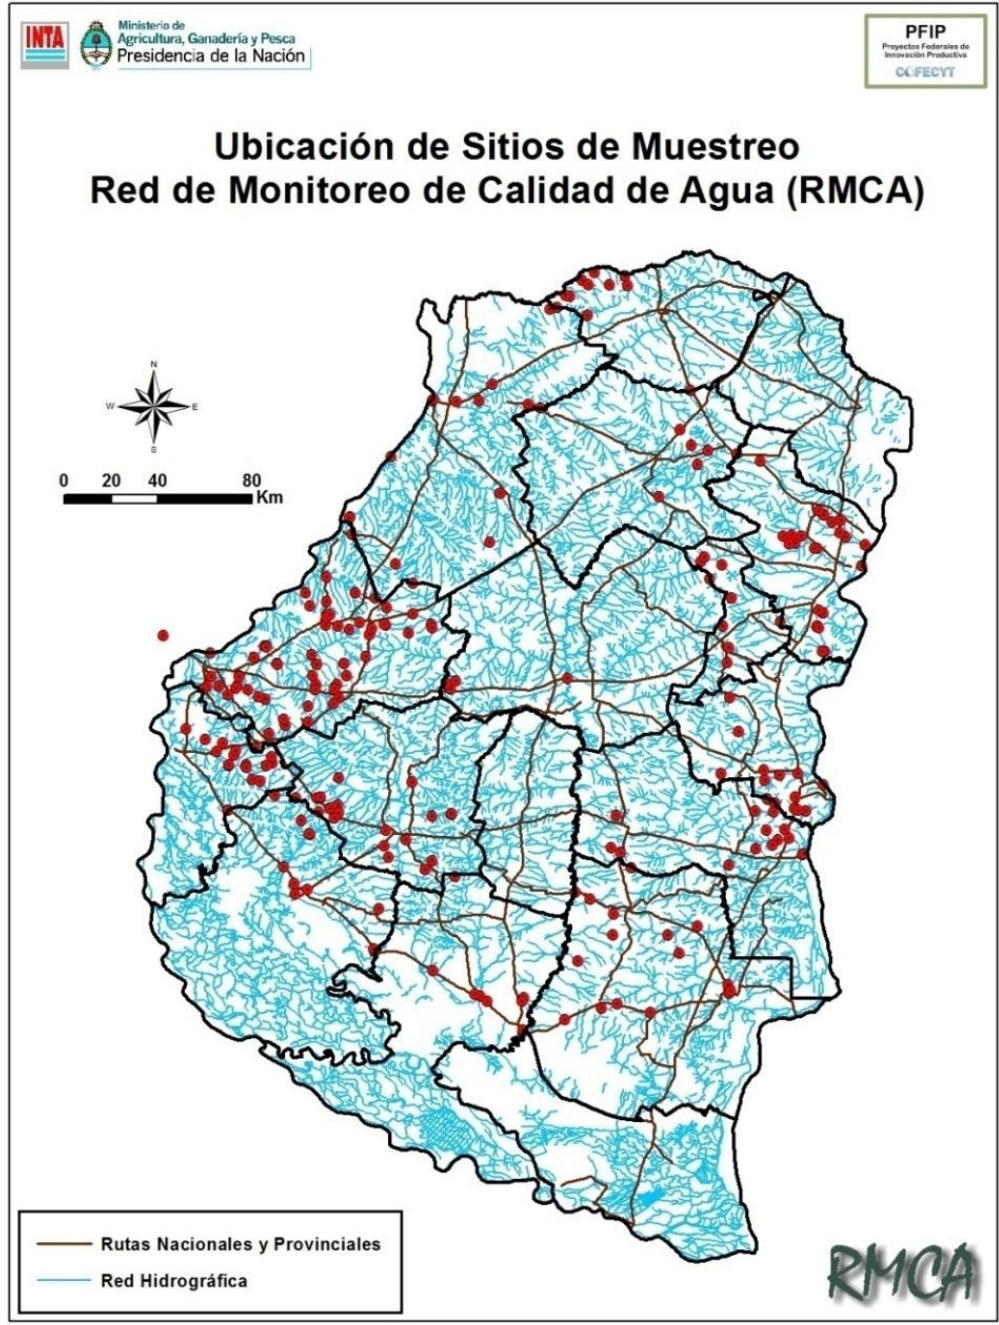 INTA
Ministerio de
Agricultura, Ganadería y Pesca
Presidencia de la Nación
PFIP
Proyectos Federales de
Innovación Productiva
COFECYT
Ubicación de Sitios de Muestreo
Red de Monitoreo de Calidad de Agua (RMCA)
N
W E
S
0 20 40 80
Km
Rutas Nacionales y Provinciales
Red Hidrográfica
RMCA